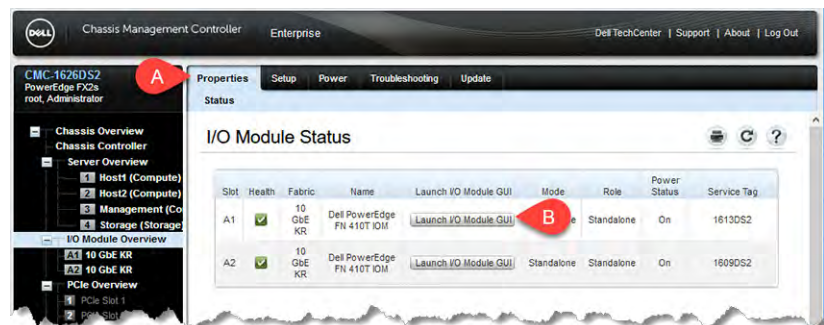 DELL Chassis Management Controller Enterprise Dell TechCenter | Support | About | Log Out
CMC-1626DS2
PowerEdge FX2s
root, Administrator
A
Properties Setup Power Troubleshooting Update
Status
Chassis Overview
Chassis Controller
Server Overview
1 Host1 (Compute)
2 Host2 (Compute)
3 Management (Co
4 Storage (Storage
I/O Module Overview
A1 10 GbE KR
A2 10 GbE KR
PCIe Overview
1 PCIe Slot 1
2 PCIe Slot
I/O Module Status
?
Slot Health Fabric Name Launch I/O Module GUI Mode Role Power Status Service Tag
A1 10 GbE KR Dell PowerEdge FN 410T IOM Launch I/O Module GUI B e Standalone On 1613DS2
A2 10 GbE KR Dell PowerEdge FN 410T IOM Launch I/O Module GUI Standalone Standalone On 1609DS2